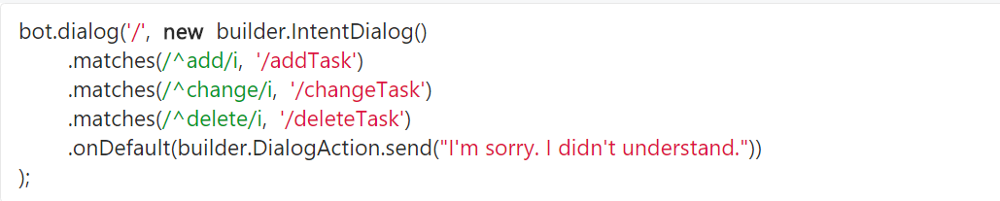 bot.dialog('/', new builder.IntentDialog()
.matches(/^add/i, '/addTask')
.matches(/^change/i, '/changeTask')
.matches(/^delete/i, '/deleteTask')
.onDefault(builder.DialogAction.send("I'm sorry. I didn't understand."))
);